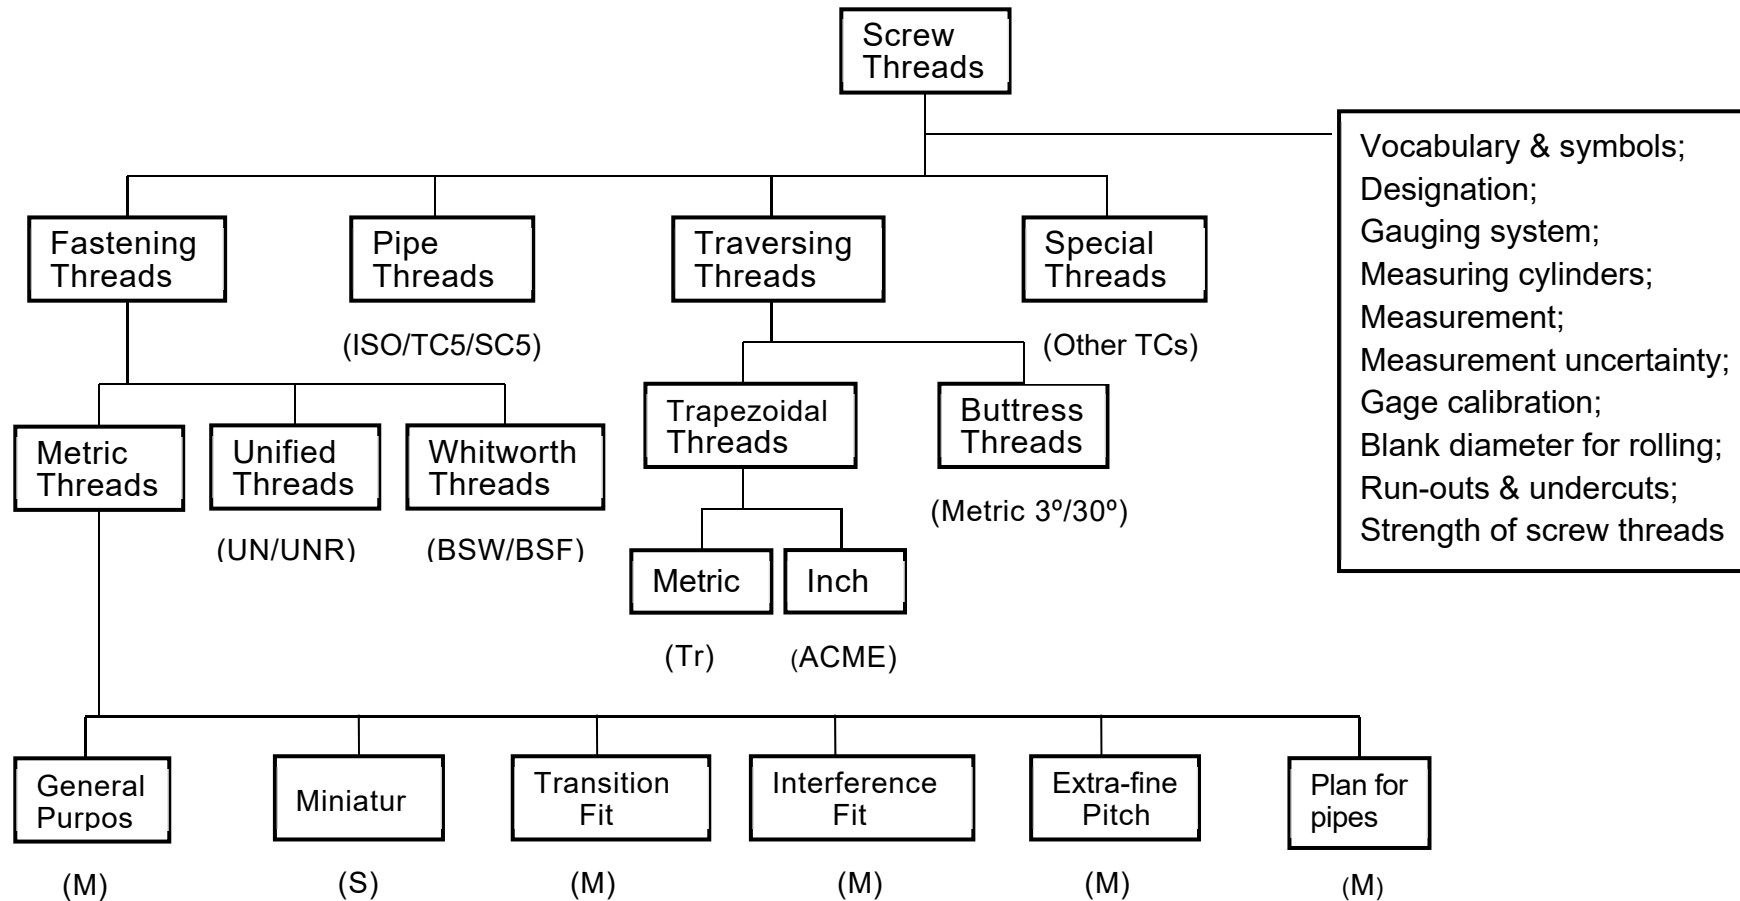 Screw
Threads
Vocabulary & symbols;
Designation;
Gauging system;
Measuring cylinders;
Measurement;
Measurement uncertainty;
Gage calibration;
Blank diameter for rolling;
Run-outs & undercuts;
Strength of screw threads
Fastening
Threads
Pipe
Threads
Traversing
Threads
Special
Threads
(ISO/TC5/SC5)
(Other TCs)
Metric
Threads
Unified
Threads
Whitworth
Threads
Trapezoidal
Threads
Buttress
Threads
(UN/UNR)
(BSW/BSF)
(Metric 3º/30º)
Metric
Inch
(Tr)
(ACME)
General
Purpos
Miniatur
Transition
Fit
Interference
Fit
Extra-fine
Pitch
Plan for
pipes
(M)
(S)
(M)
(M)
(M)
(M)